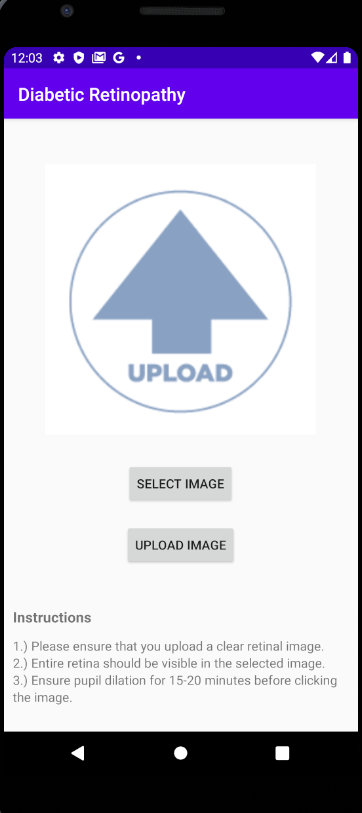 12:03
Diabetic Retinopathy
UPLOAD
SELECT IMAGE
UPLOAD IMAGE
Instructions
1.) Please ensure that you upload a clear retinal image.
2.) Entire retina should be visible in the selected image.
3.) Ensure pupil dilation for 15-20 minutes before clicking
the image.